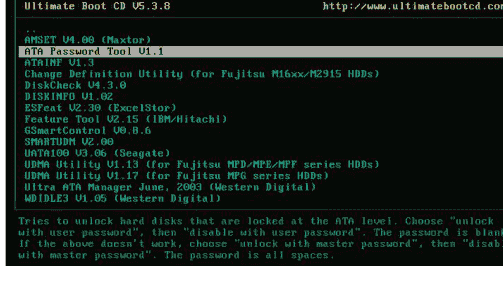 Ultimate Boot CD V5.3.8 http://www.ultimatebootcd.com
..
AMSET V4.00 (Maxtor)
ATA Password Tool V1.1
ATAINF V1.3
Change Definition Utility (for Fujitsu M16xx/M2915 HDDs)
DiskCheck V4.3.0
DISKINFO V1.02
ESFeat V2.30 (ExcelStor)
Feature Tool V2.15 (IBM/Hitachi)
GSmartControl V0.8.6
SMARTUDM V2.00
UATA100 V3.06 (Seagate)
UDMA Utility V1.13 (for Fujitsu MPD/MPE/MPF series HDDs)
UDMA Utility V1.17 (for Fujitsu MPG series HDDs)
Ultra ATA Manager June, 2003 (Western Digital)
WDIDLE3 V1.05 (Western Digital)
Tries to unlock hard disks that are locked at the ATA level. Choose "unlock
with user password", then "disable with user password". The password is blank
If the above doesn't work, choose "unlock with master password", then "disab
with master password". The password is all spaces.